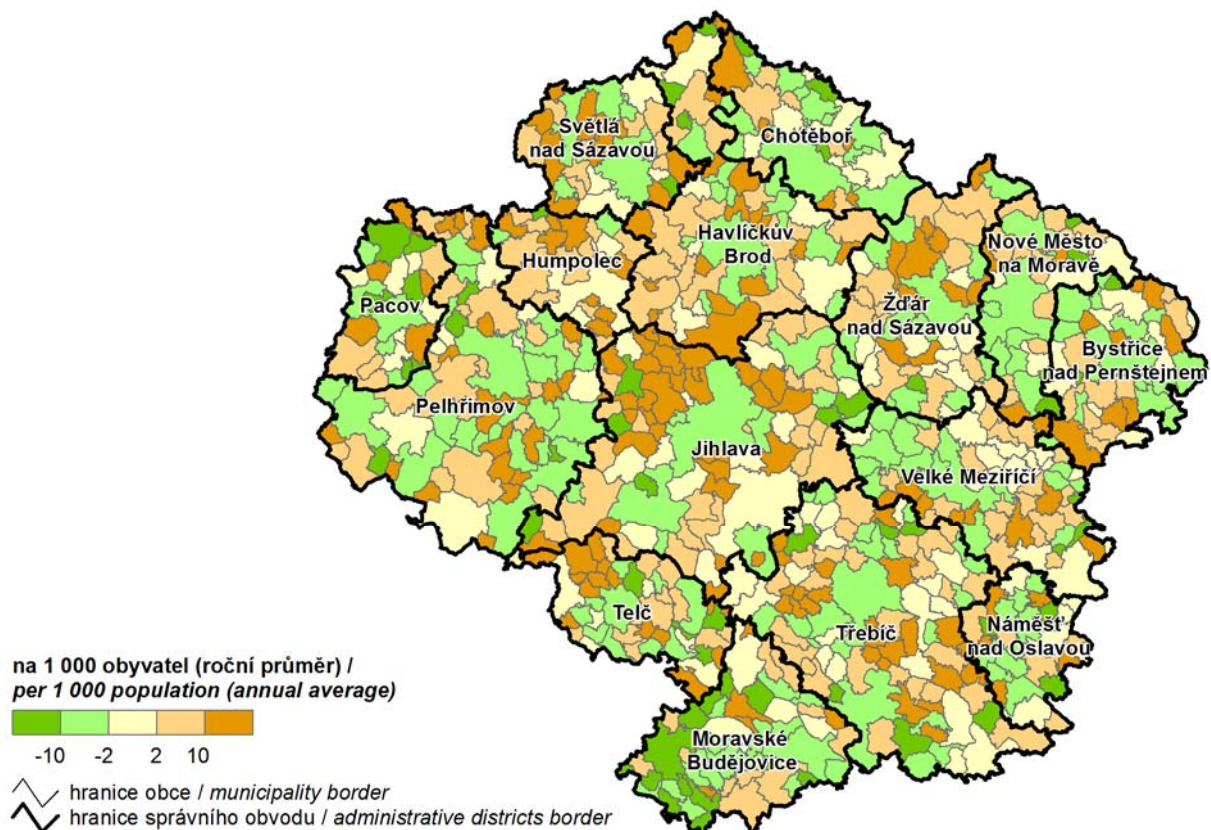 Světlá
nad Sázavou
Chotěboř
Havlíčkův
Brod
Nové Město
na Moravě
Humpolec
Pacov
Žďár
nad Sázavou
Bystřice
nad Pernštejnem
Pelhřimov
Jihlava
Velké Meziříčí
Telč
Třebíč
Náměšť
nad Oslavou
Moravské
Budějovice
na 1 000 obyvatel (roční průměr) /
per 1 000 population (annual average)
-10 -2 2 10
hranice obce / municipality border
hranice správního obvodu / administrative districts border